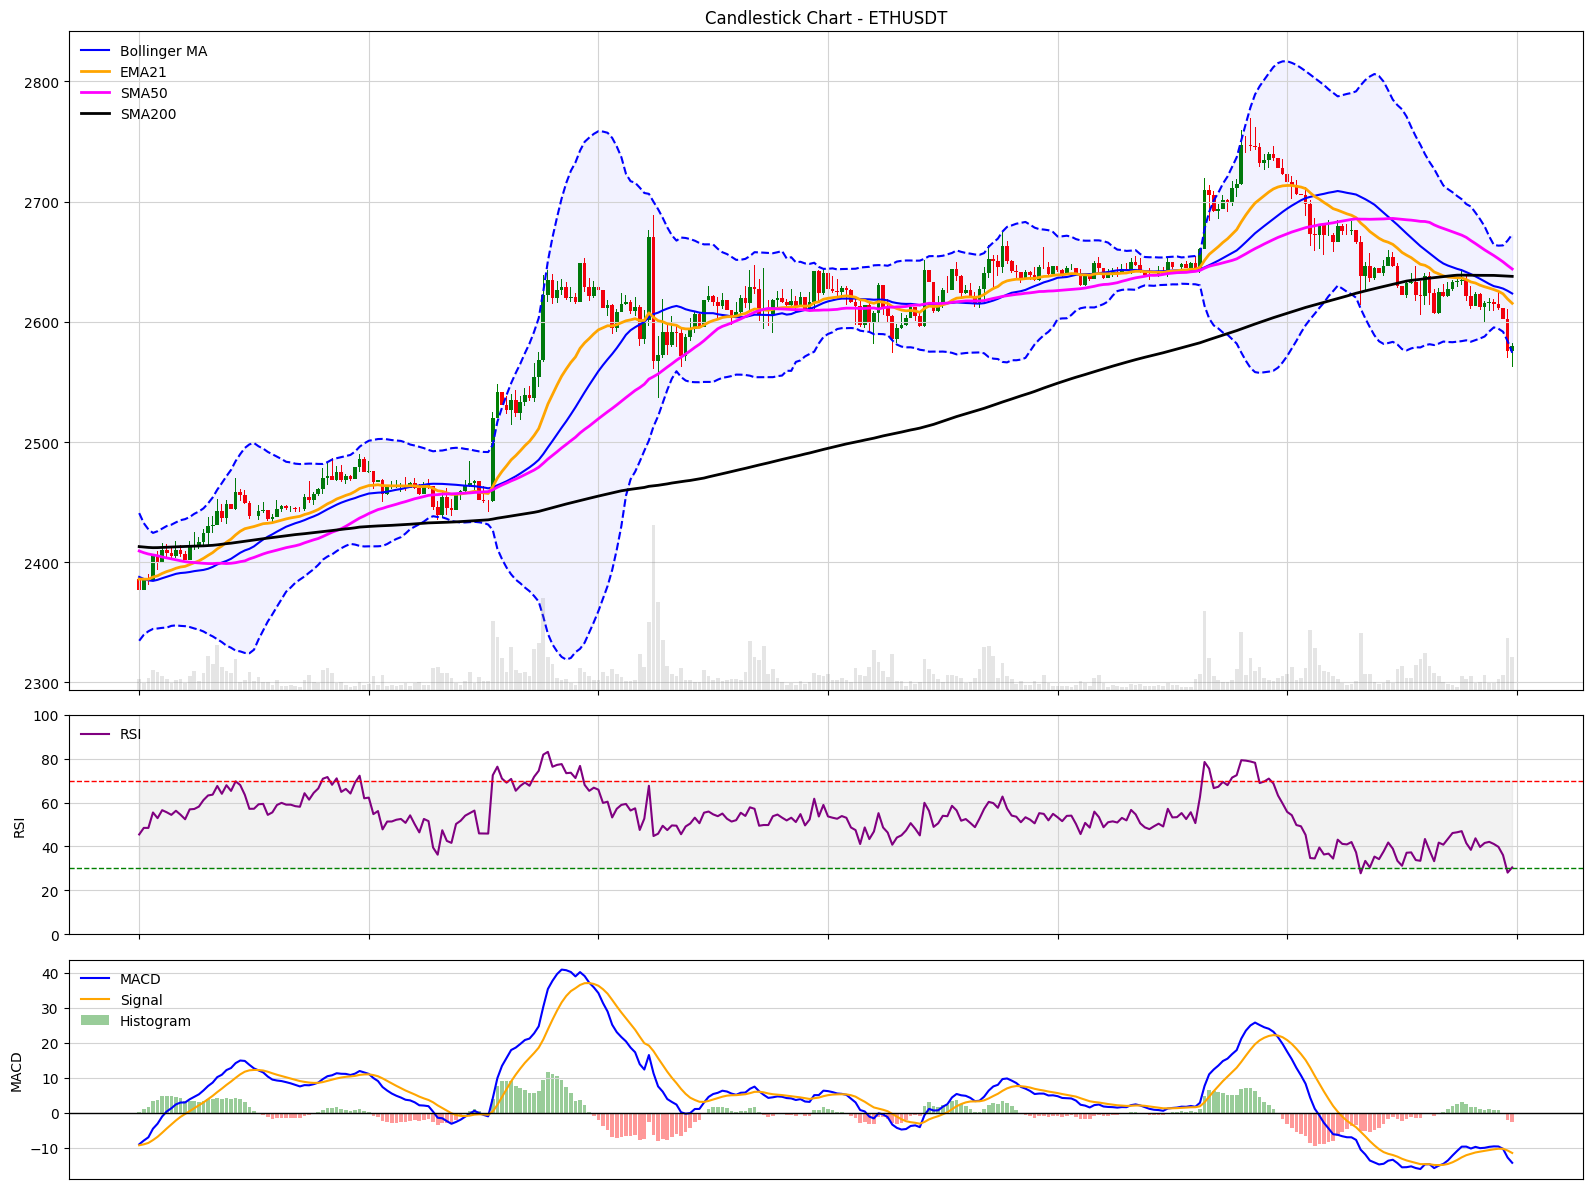 Candlestick Chart - ETHUSDT
Bollinger MA
EMA21
SMA50
SMA200
2800
2700
2600
2500
2400
2300
RSI
100
80
60
40
20
0
RSI
MACD
Signal
Histogram
40
30
20
10
0
−10
MACD